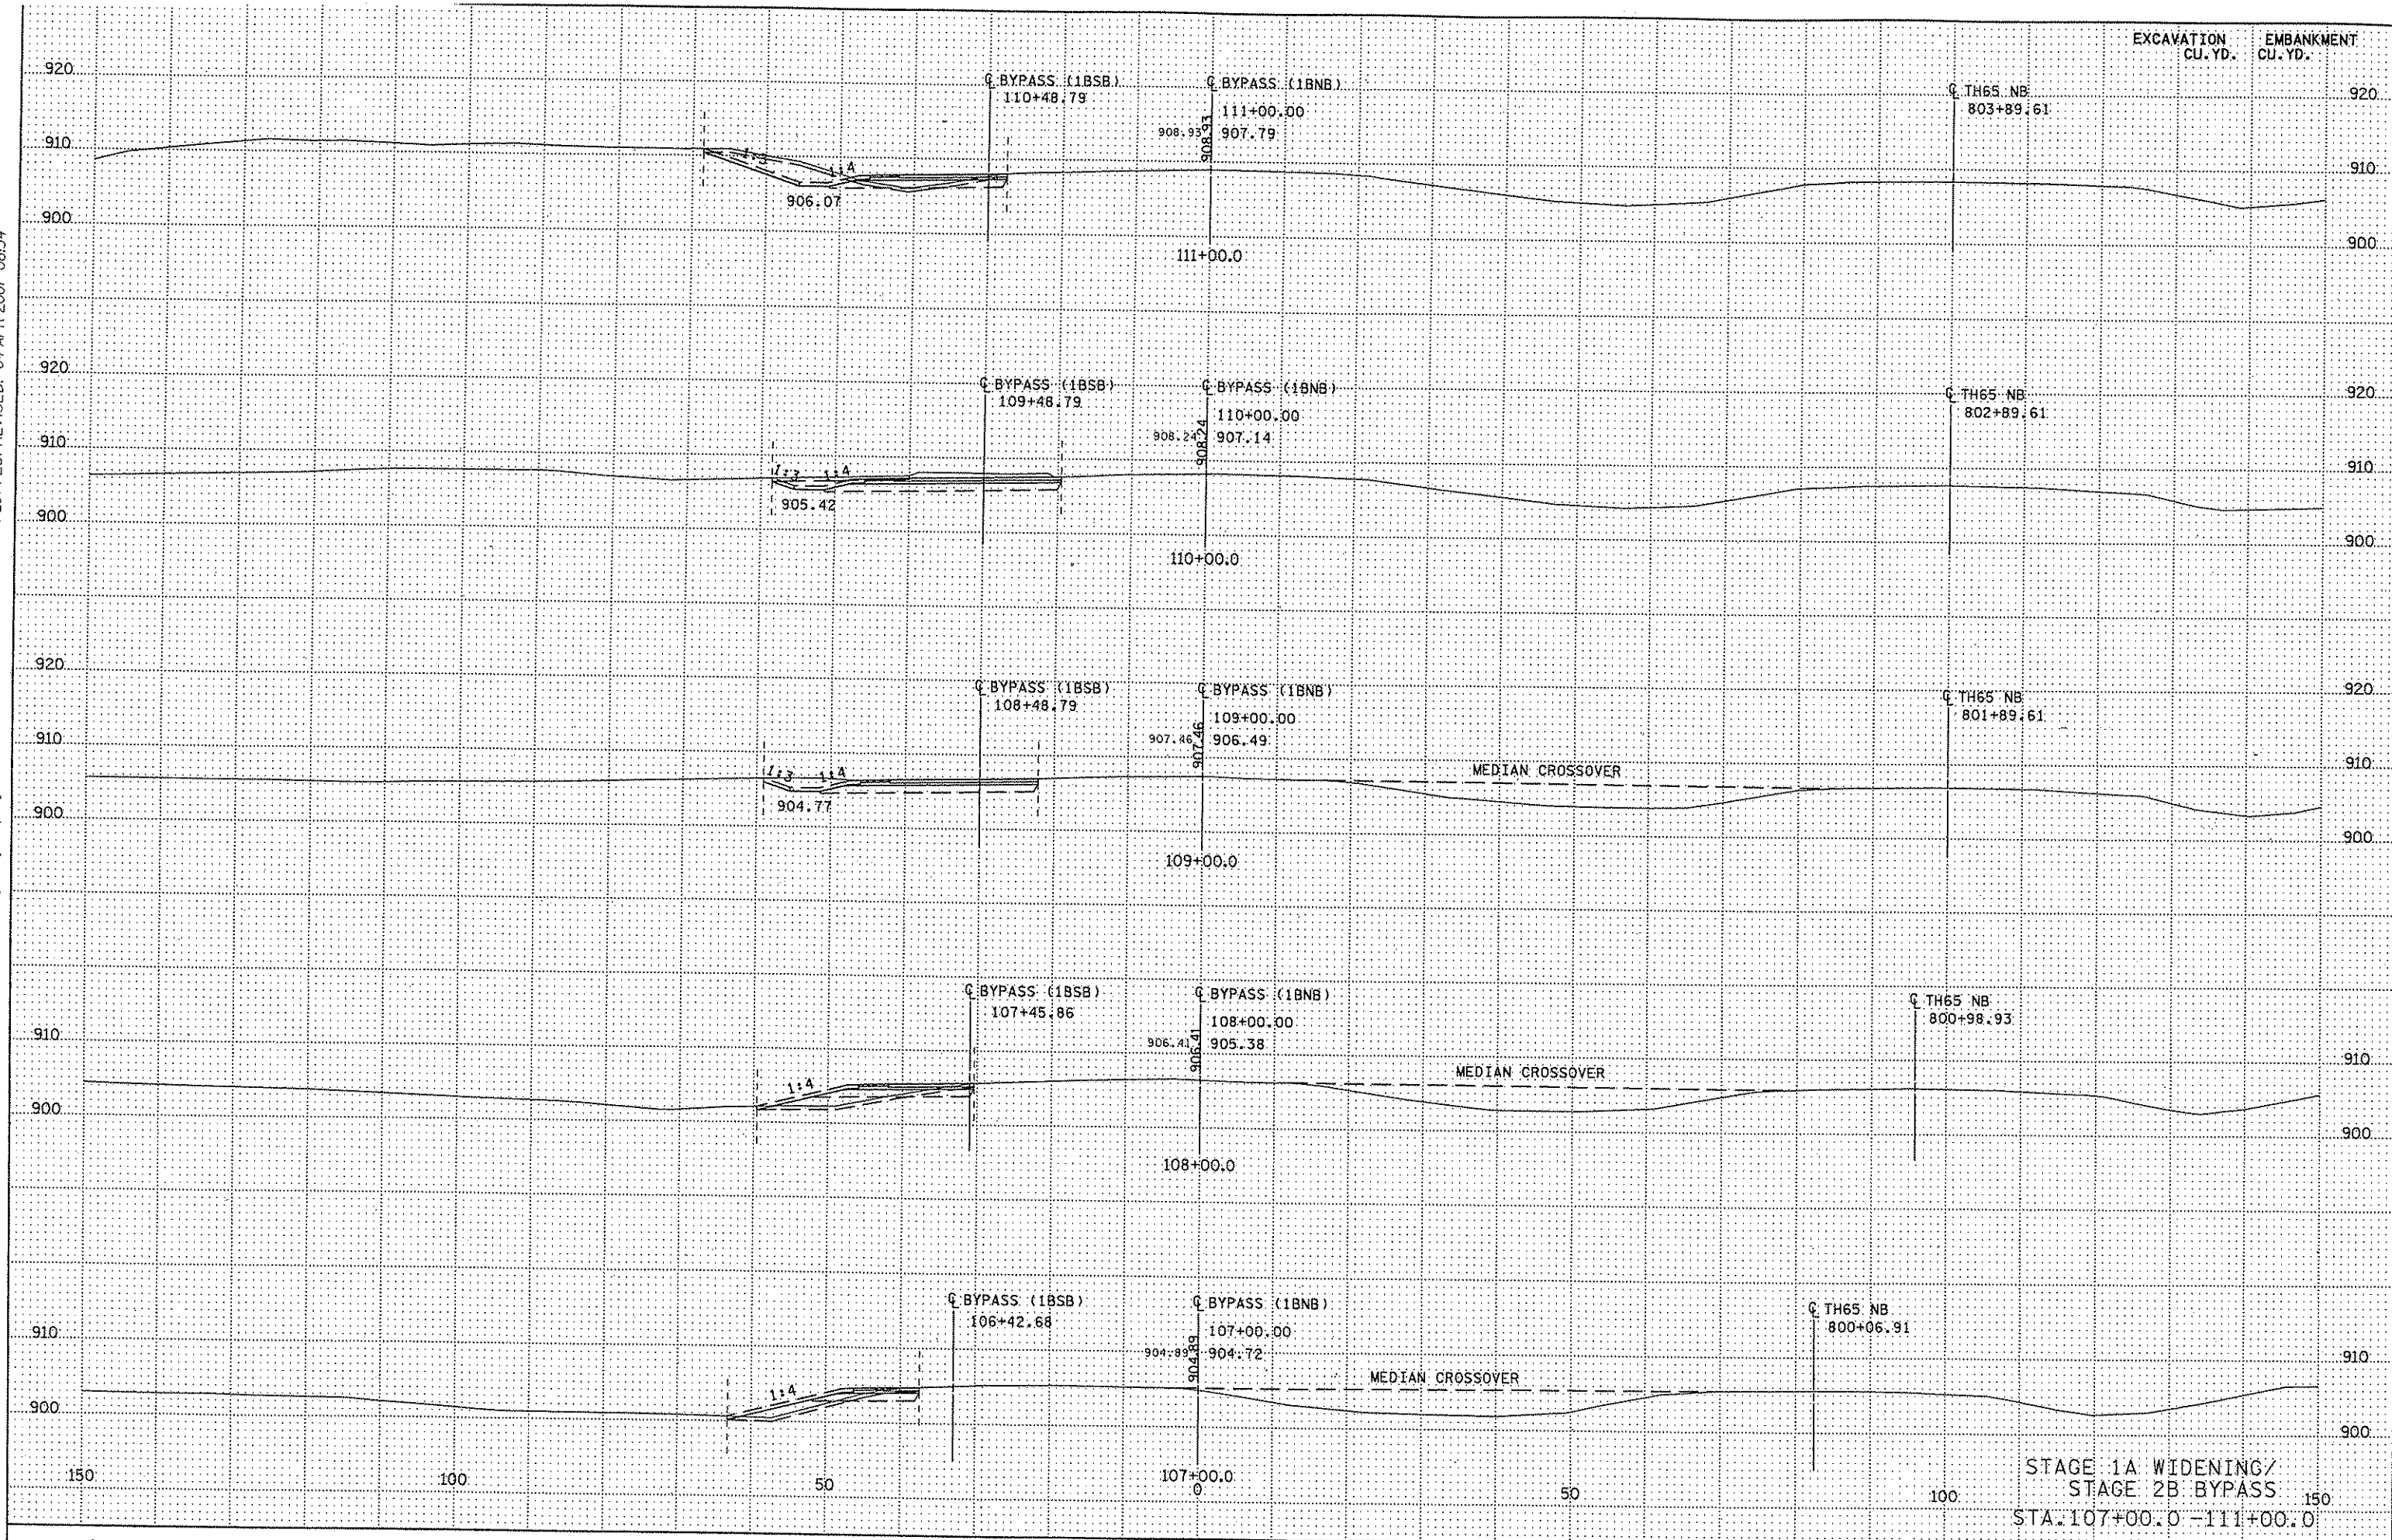 EXCAVATION EMBANKMENT
CU.YD. CU.YD.
920 ℄ BYPASS (1BSB) ℄ BYPASS (1BNB) ℄ TH65 NB 920
110+48.79 111+00.00 803+89.61
908.93 908.93 907.79
910 1:3 1:4 910
906.07
900 900
111+00.0
920 ℄ BYPASS (1BSB) ℄ BYPASS (1BNB) ℄ TH65 NB 920
109+48.79 110+00.00 802+89.61
908.24 908.24 907.14
910 1:3 1:4 910
905.42
900 900
110+00.0
920 ℄ BYPASS (1BSB) ℄ BYPASS (1BNB) ℄ TH65 NB 920
108+48.79 109+00.00 801+89.61
907.46 907.46 906.49
910 1:3 1:4 MEDIAN CROSSOVER 910
904.77
900 900
109+00.0
℄ BYPASS (1BSB) ℄ BYPASS (1BNB) ℄ TH65 NB
107+45.86 108+00.00 800+98.93
906.41 906.41 905.38
910 910
1:4 MEDIAN CROSSOVER
900 900
108+00.0
℄ BYPASS (1BSB) ℄ BYPASS (1BNB) ℄ TH65 NB
106+42.68 107+00.00 800+06.91
904.89 904.89 904.72
910 910
1:4 MEDIAN CROSSOVER
900 900
107+00.0
150 100 50 0 50 100 150
STAGE 1A WIDENING/
STAGE 2B BYPASS
STA.107+00.0 -111+00.0